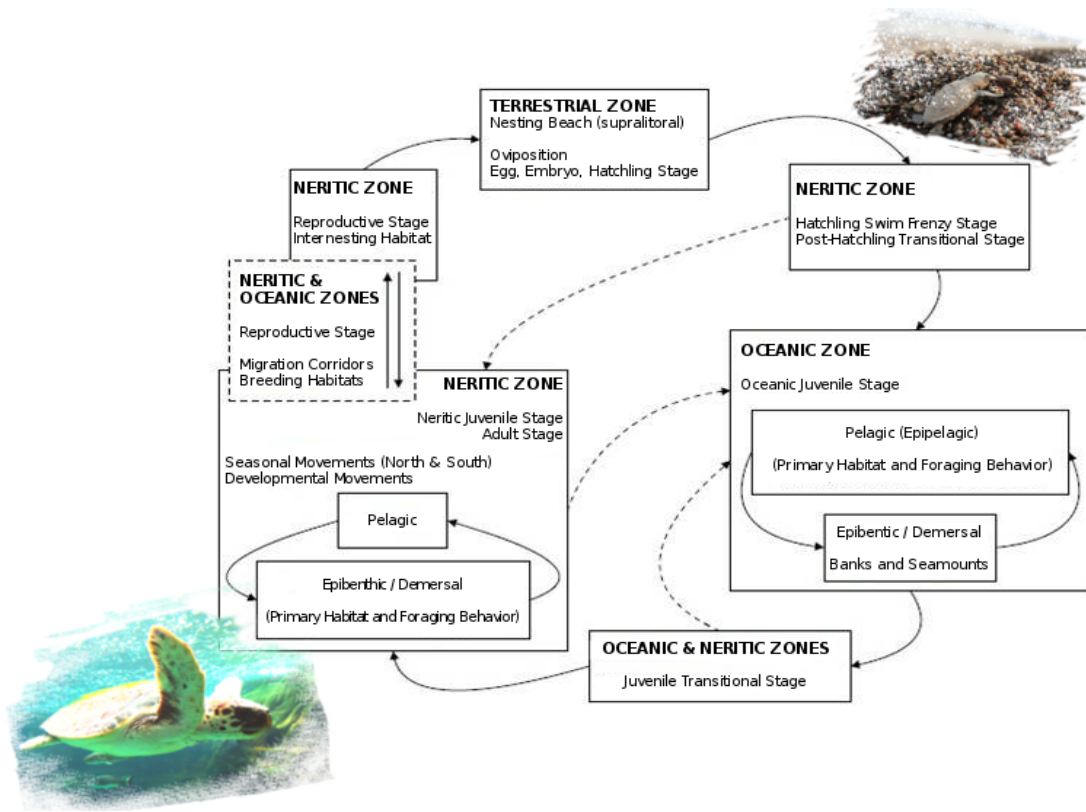 TERRESTRIAL ZONE
Nesting Beach (supralitoral)
Oviposition
Egg, Embryo, Hatchling Stage
NERITIC ZONE
Hatchling Swim Frenzy Stage
Post-Hatchling Transitional Stage
NERITIC ZONE
Reproductive Stage
Internesting Habitat
NERITIC &
OCEANIC ZONES
Reproductive Stage
Migration Corridors
Breeding Habitats
OCEANIC ZONE
Oceanic Juvenile Stage
Pelagic (Epipelagic)
(Primary Habitat and Foraging Behavior)
Epibentic / Demersal
Banks and Seamounts
NERITIC ZONE
Neritic Juvenile Stage
Adult Stage
Seasonal Movements (North & South)
Developmental Movements
Pelagic
Epibenthic / Demersal
(Primary Habitat and Foraging Behavior)
OCEANIC & NERITIC ZONES
Juvenile Transitional Stage